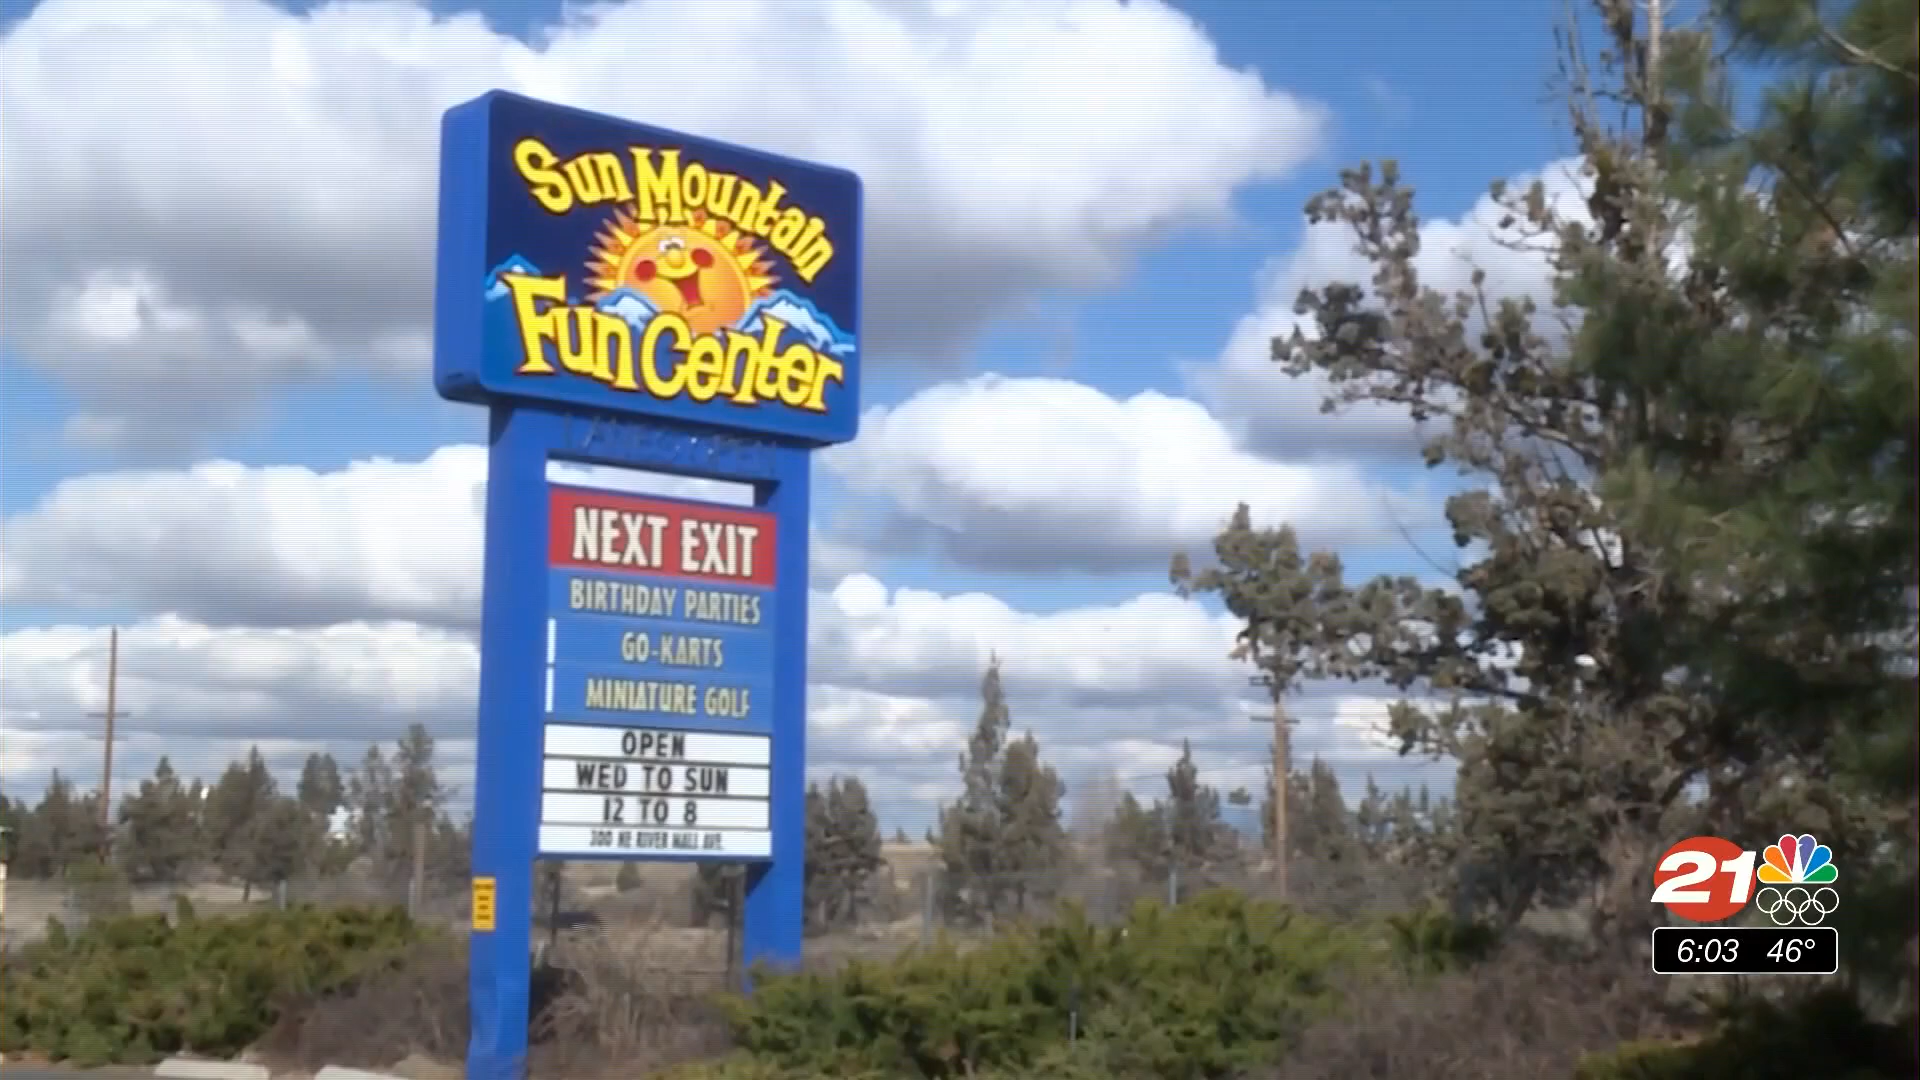 Sun Mountain
Fun Center
NEXT EXIT
BIRTHDAY PARTIES
GO-KARTS
MINIATURE GOLF
OPEN
WED TO SUN
12 TO 8
300 NE RIVER MALL AVE.
21
6:03 46°